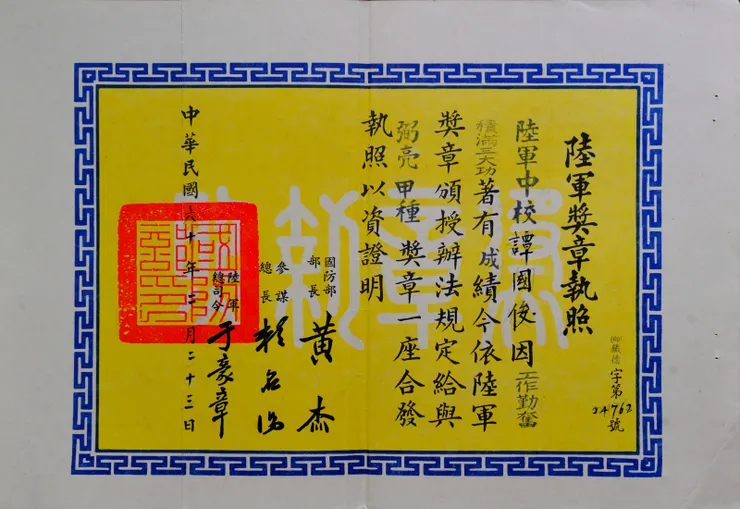 陸軍獎章執照
字第24762號
陸軍中校譚國俊因工作勤奮
積滿三大功著有成績今依陸軍
獎章頒授辦法規定給與
弼亮甲種獎章一座合發
執照以資證明
國防部
部長 黃杰
參謀
總長 賴名湯
陸軍
總司令 于豪章
中華民國六十年三月二十三日